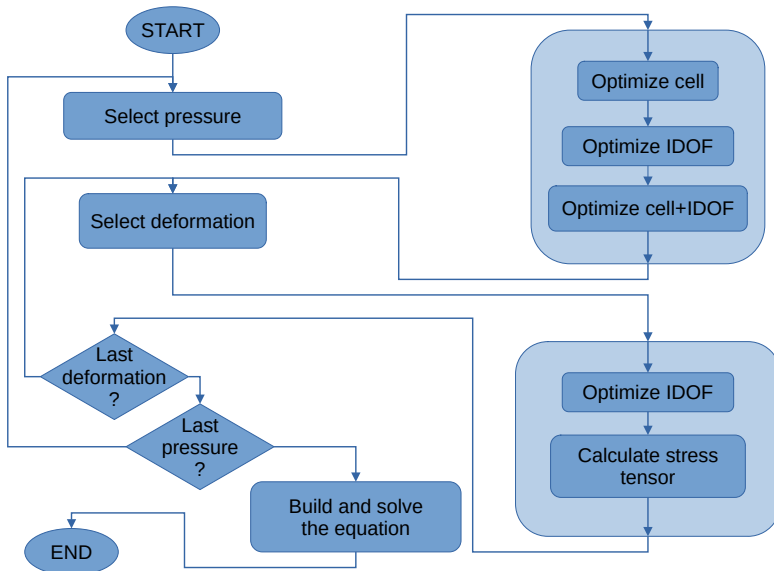 START
Select pressure
Optimize cell
Optimize IDOF
Optimize cell+IDOF
Select deformation
Last
deformation
?
Last
pressure
?
Optimize IDOF
Calculate stress
tensor
Build and solve
the equation
END